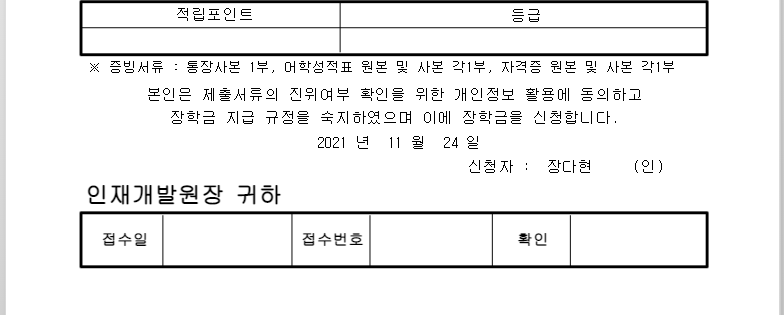 적립포인트 등급
※ 증빙서류 : 통장사본 1부, 어학성적표 원본 및 사본 각1부, 자격증 원본 및 사본 각1부
본인은 제출서류의 진위여부 확인을 위한 개인정보 활용에 동의하고
장학금 지급 규정을 숙지하였으며 이에 장학금을 신청합니다.
2021 년 11 월 24 일
신청자 : 장다현 (인)
인재개발원장 귀하
접수일 접수번호 확인